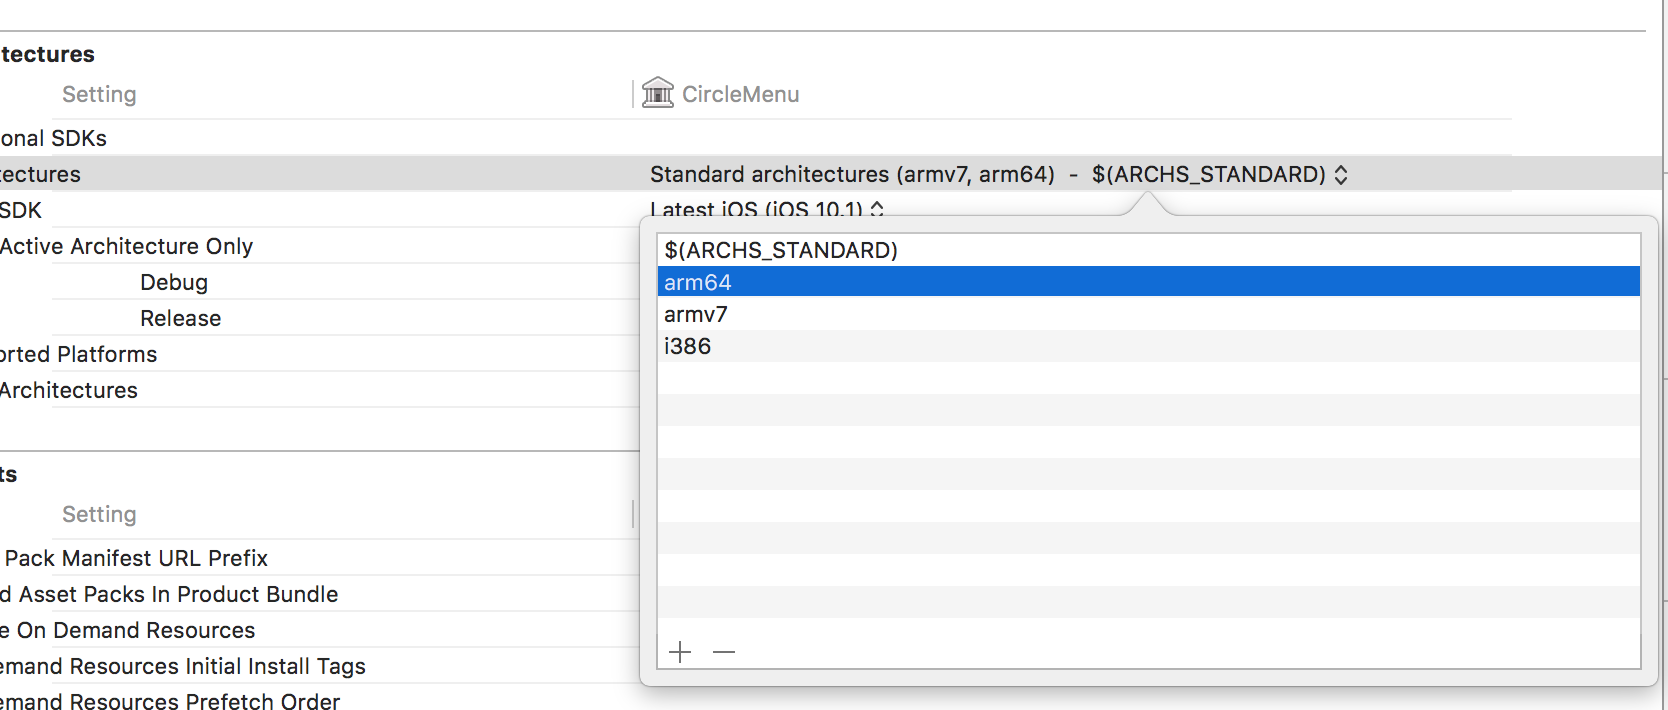 tectures
Setting CircleMenu
onal SDKs
tectures Standard architectures (armv7, arm64) - $(ARCHS_STANDARD)
SDK Latest iOS (iOS 10.1)
Active Architecture Only
Debug
Release
orted Platforms
Architectures
$(ARCHS_STANDARD)
arm64
armv7
i386
ts
Setting
Pack Manifest URL Prefix
d Asset Packs In Product Bundle
e On Demand Resources
emand Resources Initial Install Tags
emand Resources Prefetch Order